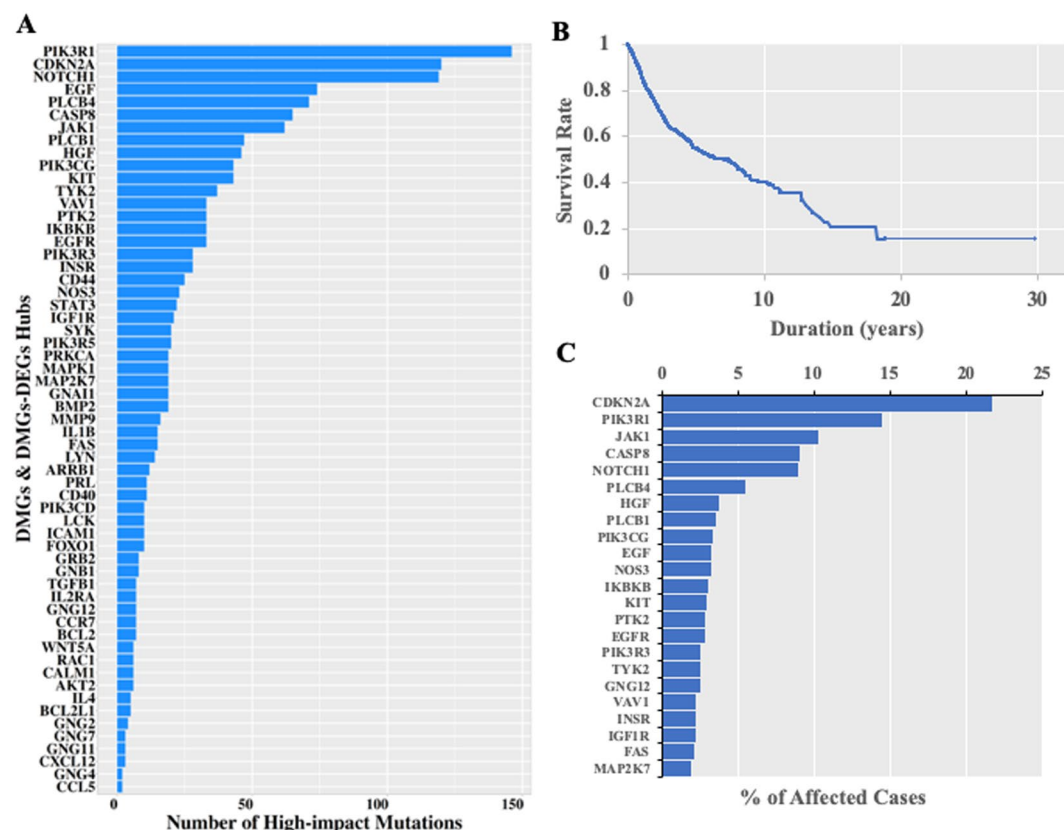 A
PIK3R1
CDKN2A
NOTCH1
EGF
PLCB4
CASP8
JAK1
PLCB1
HGF
PIK3CG
KIT
TYK2
VAV1
PTK2
IKBKB
EGFR
PIK3R3
INSR
CD44
NOS3
STAT3
IGF1R
SYK
PIK3R5
PRKCA
MAPK1
MAP2K7
GNAI1
BMP2
MMP9
IL1B
FAS
LYN
ARRB1
PRL
CD40
PIK3CD
LCK
ICAM1
FOXO1
GRB2
GNB1
TGFB1
IL2RA
GNG12
CCR7
BCL2
WNT5A
RAC1
CALM1
AKT2
IL4
BCL2L1
GNG2
GNG7
GNG11
CXCL12
GNG4
CCL5
DMGs & DMGs-DEGs Hubs
0 50 100 150
Number of High-impact Mutations
B
1
0.8
0.6
0.4
0.2
0
Survival Rate
0 10 20 30
Duration (years)
C
0 5 10 15 20 25
CDKN2A
PIK3R1
JAK1
CASP8
NOTCH1
PLCB4
HGF
PLCB1
PIK3CG
EGF
NOS3
IKBKB
KIT
PTK2
EGFR
PIK3R3
TYK2
GNG12
VAV1
INSR
IGF1R
FAS
MAP2K7
% of Affected Cases